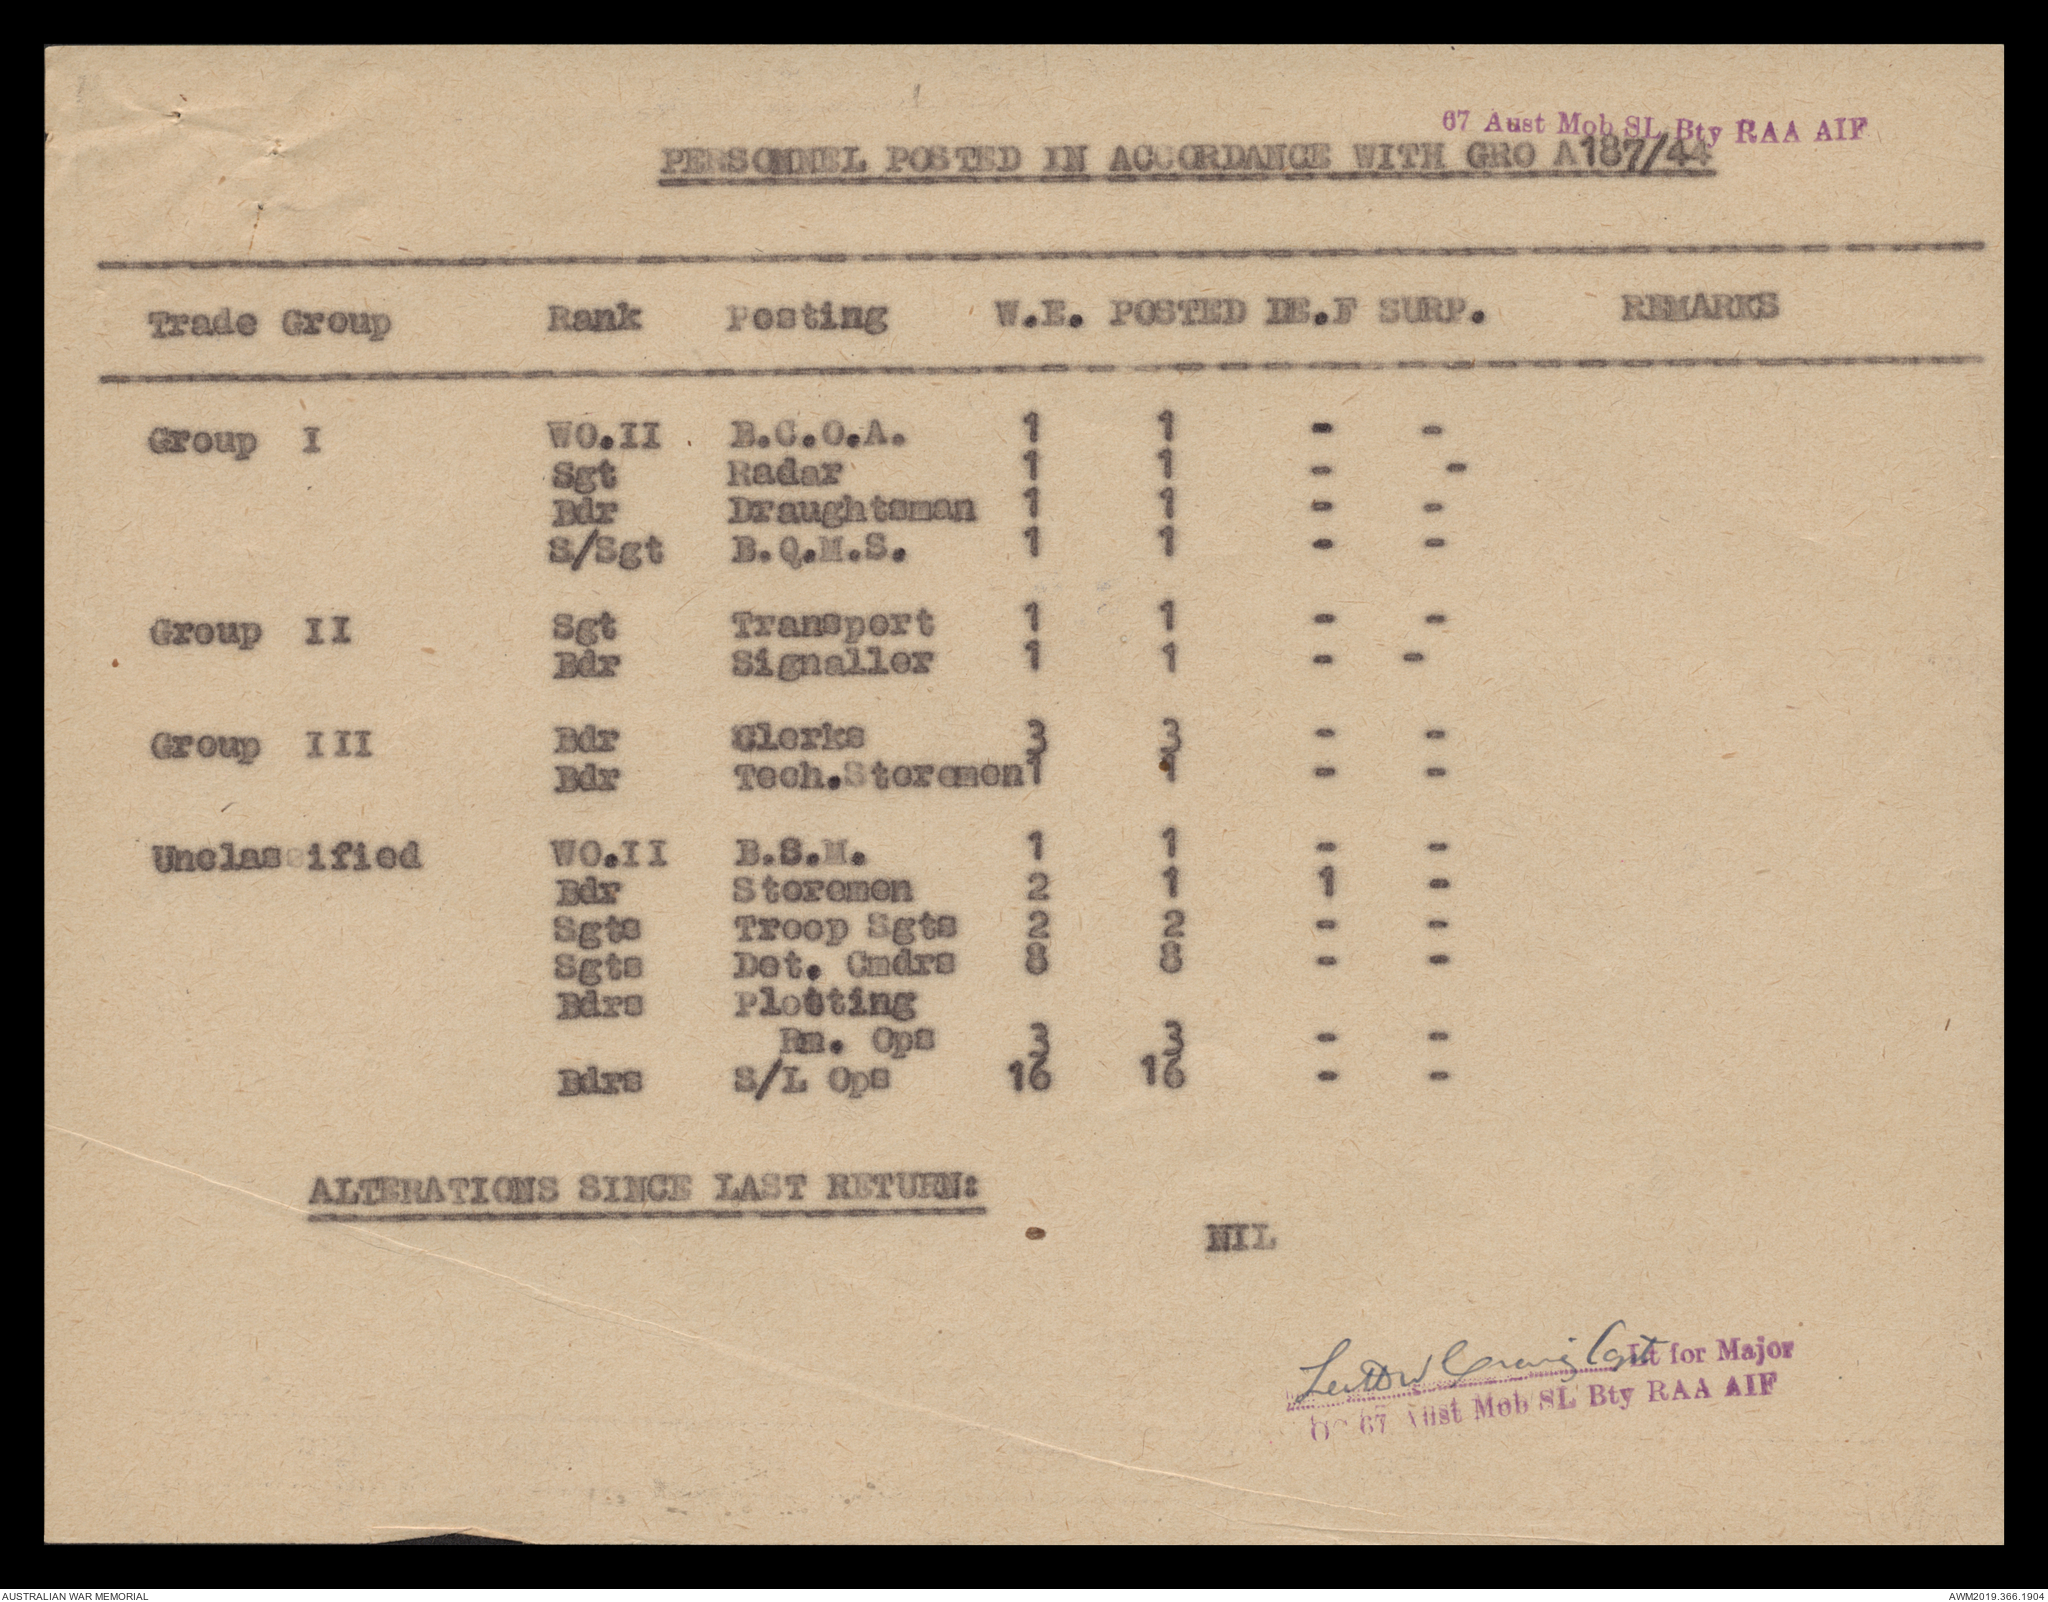 67 Aust Mob SL Bty RAA AIF
PERSONNEL POSTED IN ACCORDANCE WITH GRO A187/44
Trade Group Rank Posting W.E. POSTED DE.F SURP. REMARKS
Group I WO.II B.C.O.A. 1 1 - -
Sgt Radar 1 1 - -
Bdr Draughtsman 1 1 - -
S/Sgt B.Q.M.S. 1 1 - -
Group II Sgt Transport 1 1 - -
Bdr Signaller 1 1 - -
Group III Bdr Clerks 3 3 - -
Bdr Tech.Storemen 1 1 - -
Unclassified WO.II B.S.M. 1 1 - -
Bdr Storemen 2 1 1 -
Sgts Troop Sgts 2 2 - -
Sgts Det. Cmdrs 8 8 - -
Bdrs Plotting
Rm. Ops 3 3 - -
Bdrs S/L Ops 16 16 - -
ALTERATIONS SINCE LAST RETURN:
NIL
Craig Capt Lt for Major
OC 67 Aust Mob SL Bty RAA AIF
AUSTRALIAN WAR MEMORIAL AWM2019.366.1904